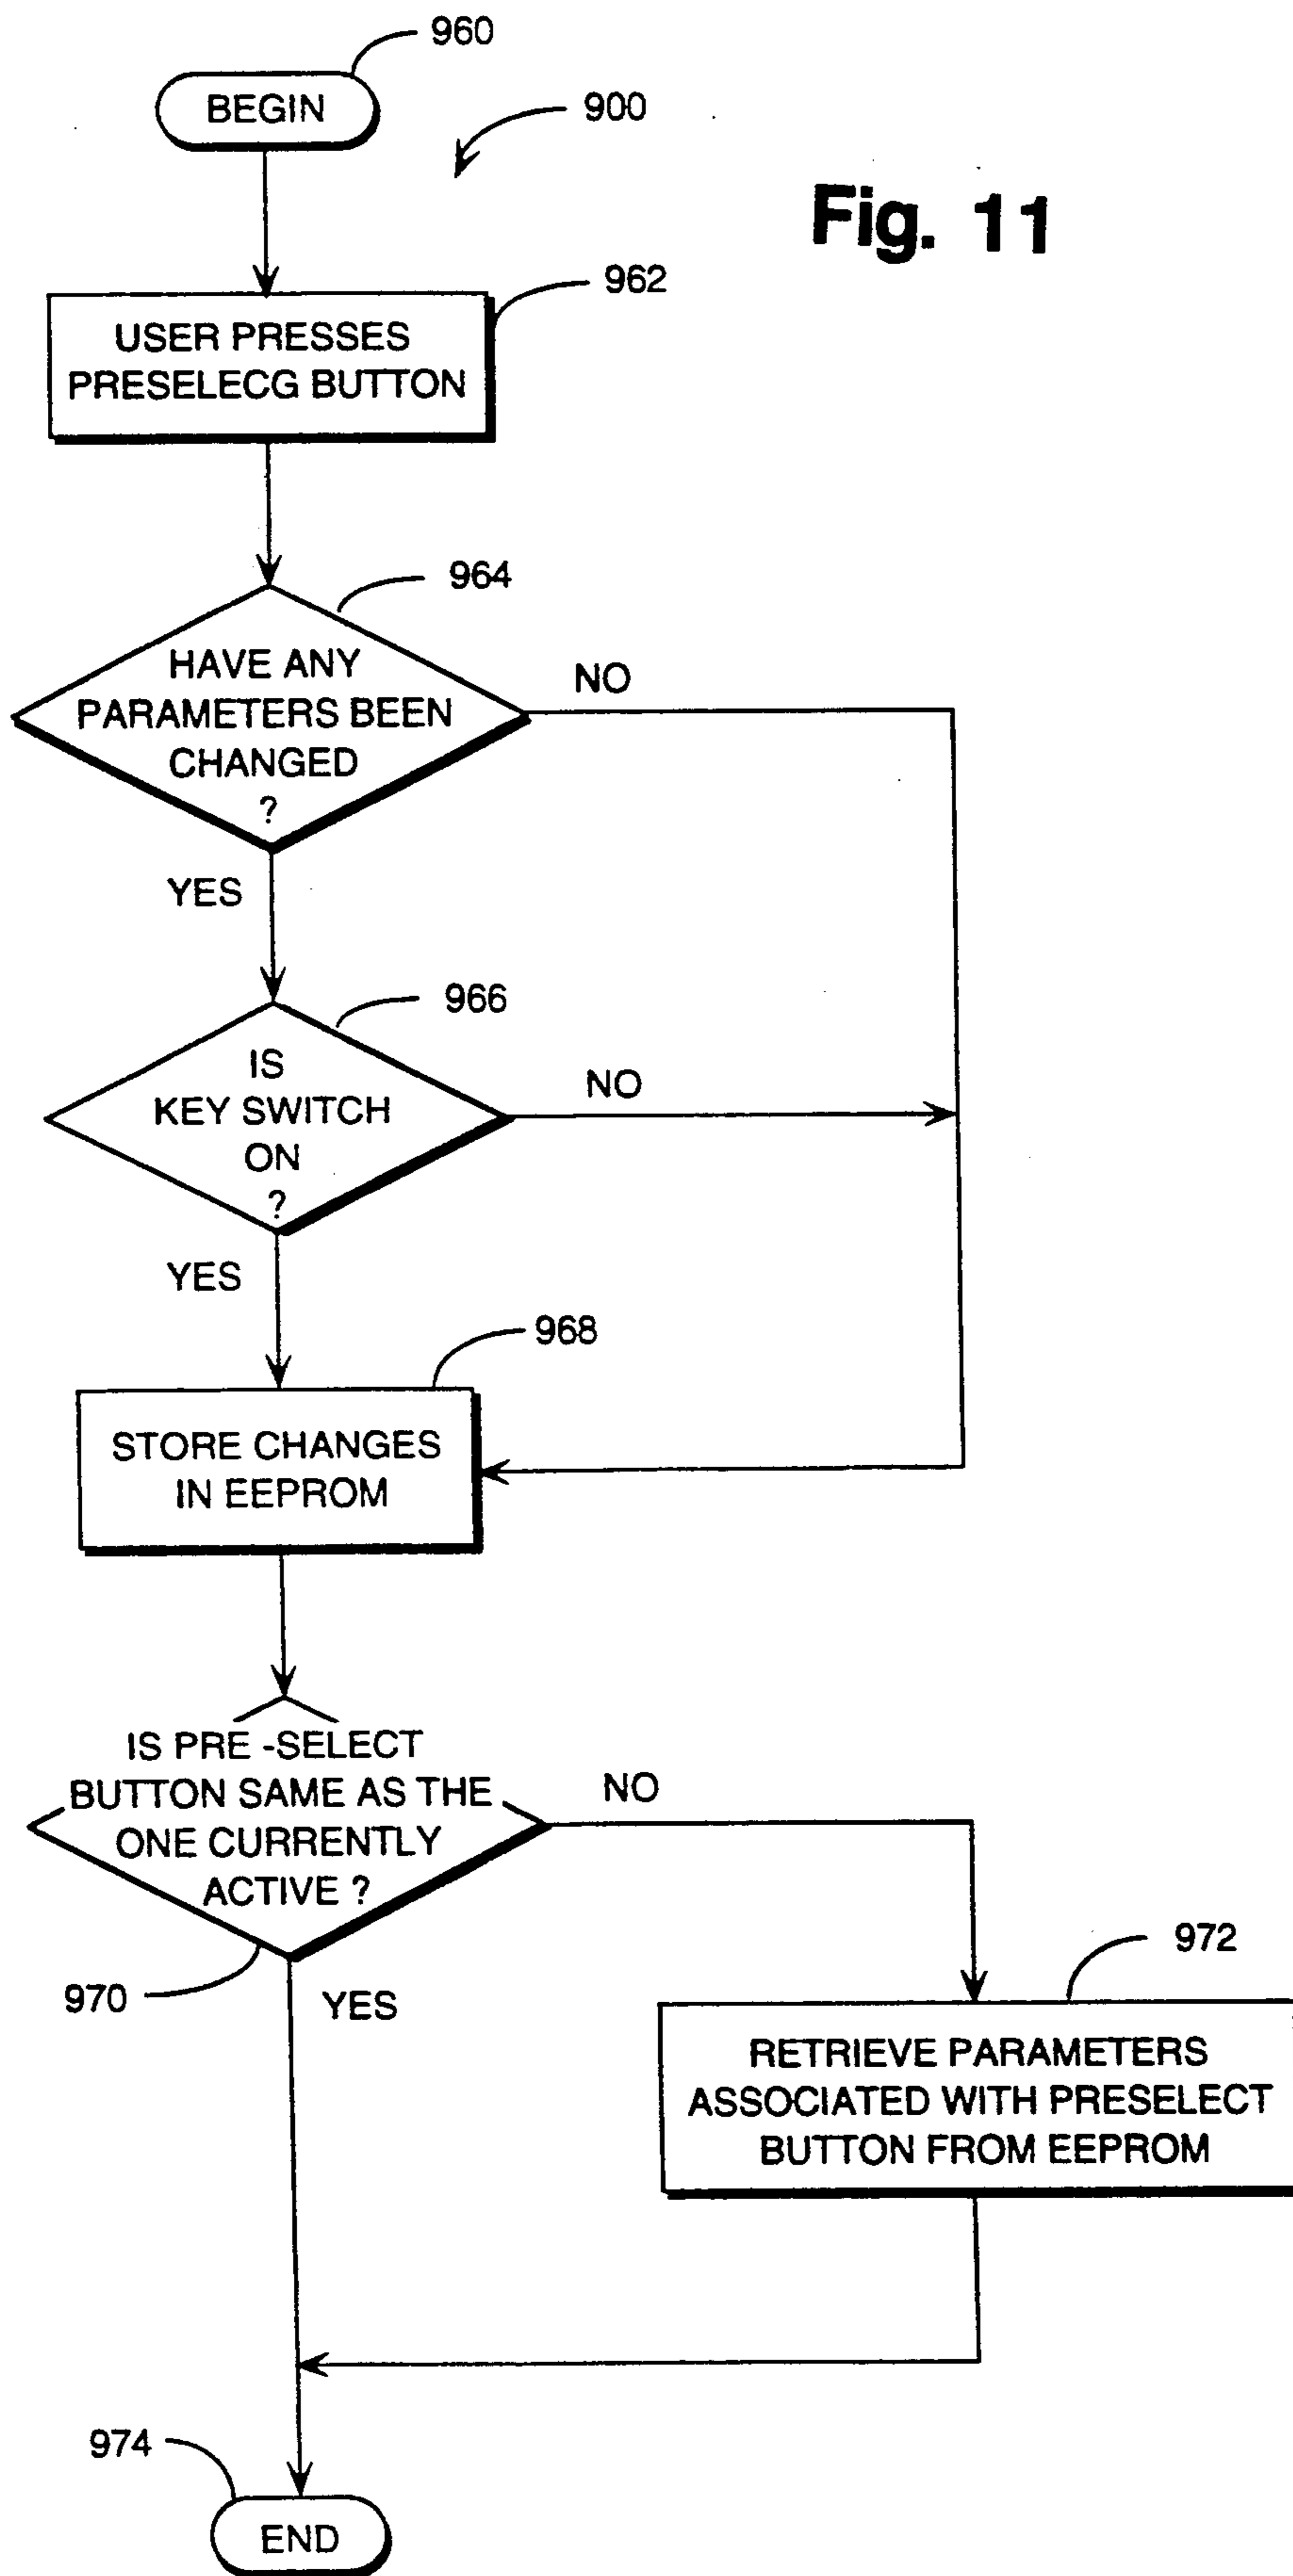 960
BEGIN
900
Fig. 11
962
USER PRESSES
PRESELECG BUTTON
964
HAVE ANY
PARAMETERS BEEN
CHANGED
?
NO
YES
966
IS
KEY SWITCH
ON
?
NO
YES
968
STORE CHANGES
IN EEPROM
IS PRE -SELECT
BUTTON SAME AS THE
ONE CURRENTLY
ACTIVE ?
NO
970
YES
972
RETRIEVE PARAMETERS
ASSOCIATED WITH PRESELECT
BUTTON FROM EEPROM
974
END